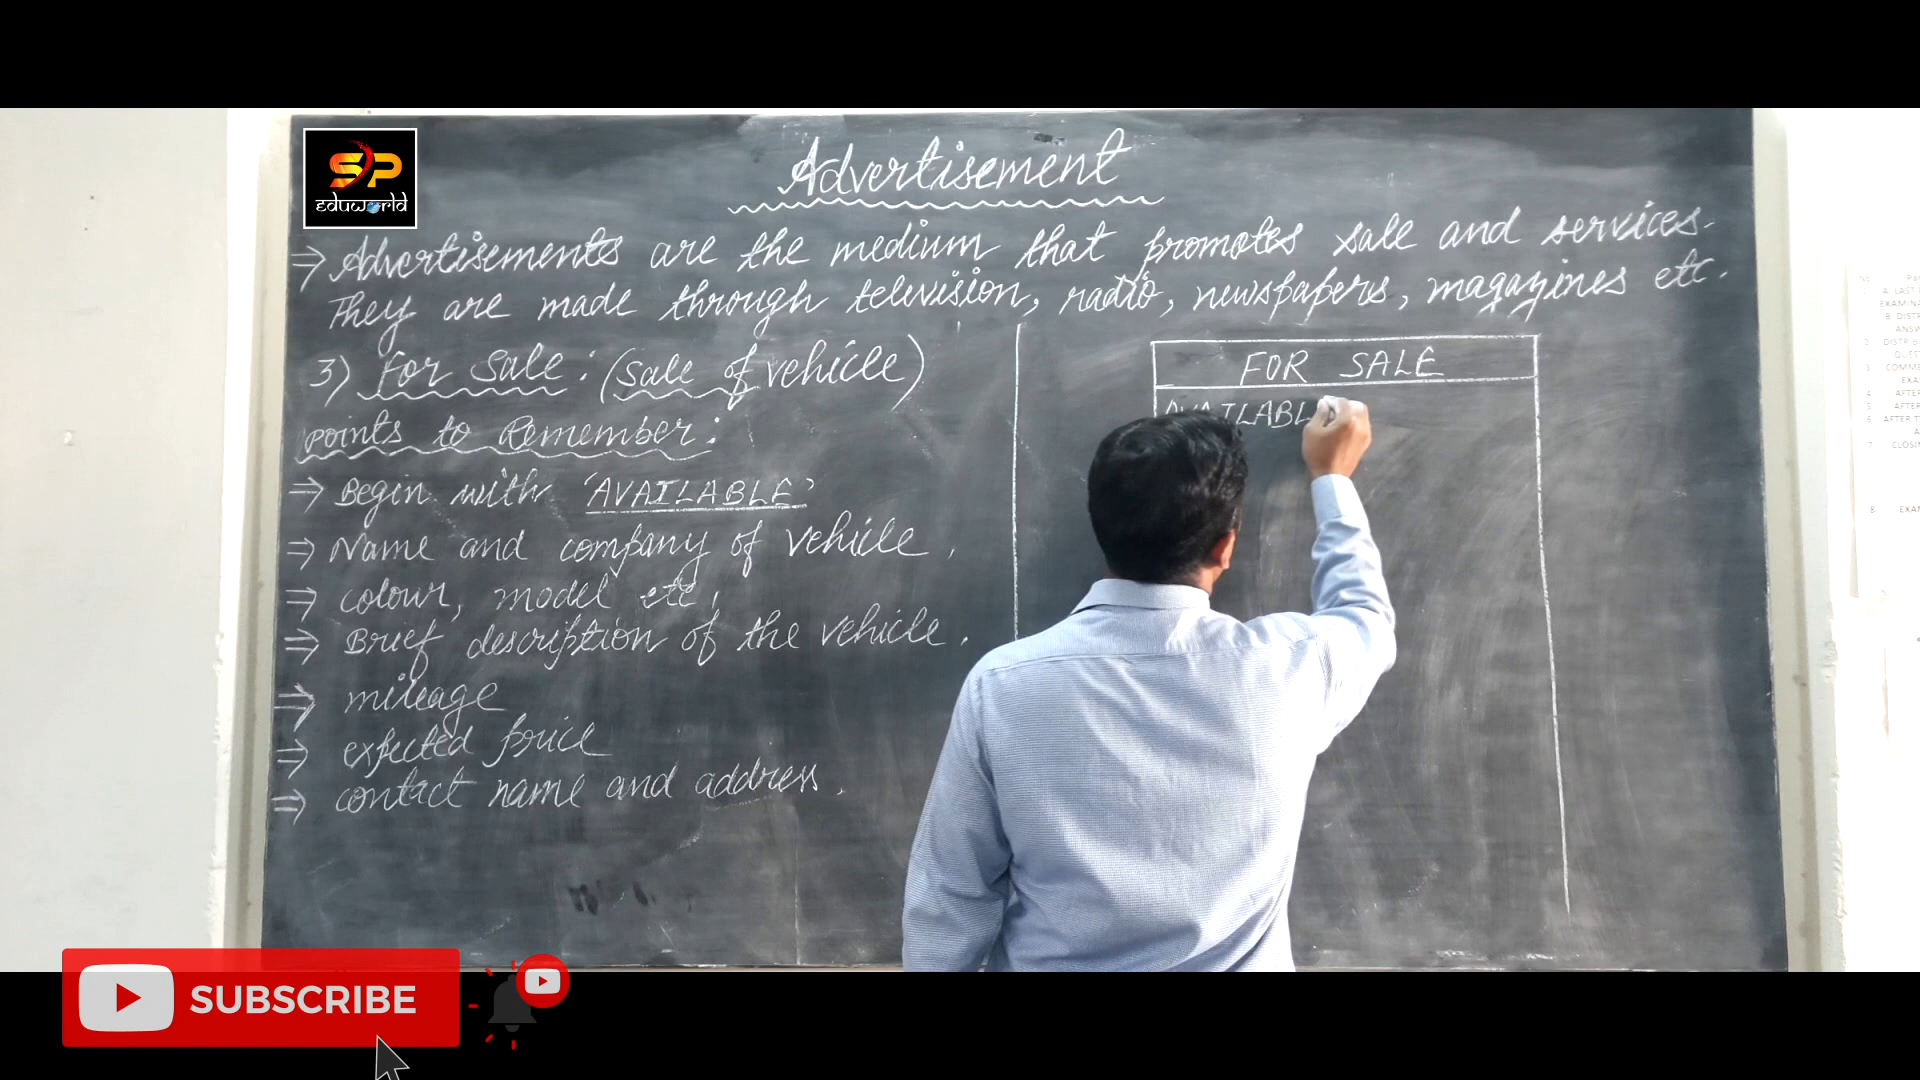 SP
eduworld
Advertisement
⇒ Advertisements are the medium that promotes sale and services.
They are made through television, radio, newspapers, magazines etc.
3) For Sale : (Sale of vehicle)
points to Remember :
⇒ Begin with 'AVAILABLE'
⇒ Name and company of vehicle,
⇒ colour, model etc,
⇒ Brief description of the vehicle.
⇒ mileage
⇒ expected price
⇒ contact name and address.
FOR SALE
AVAILABL
SUBSCRIBE